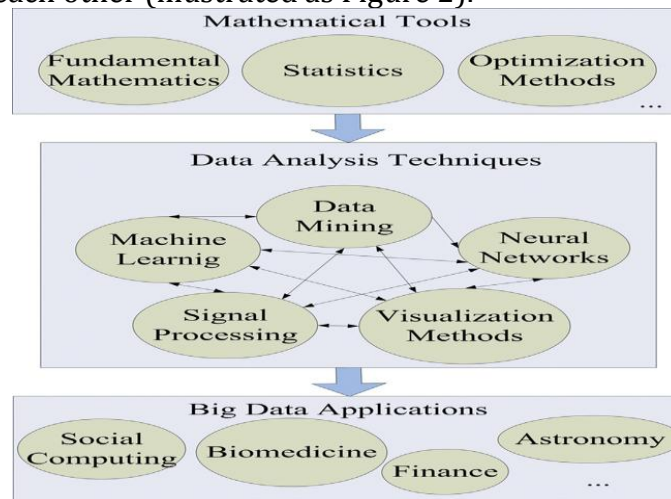 each other (illustrated as Figure 2).
Mathematical Tools
Fundamental
Mathematics
Statistics
Optimization
Methods
...
Data Analysis Techniques
Data
Mining
Machine
Learnig
Neural
Networks
Signal
Processing
Visualization
Methods
Big Data Applications
Social
Computing
Biomedicine
Finance
Astronomy
...